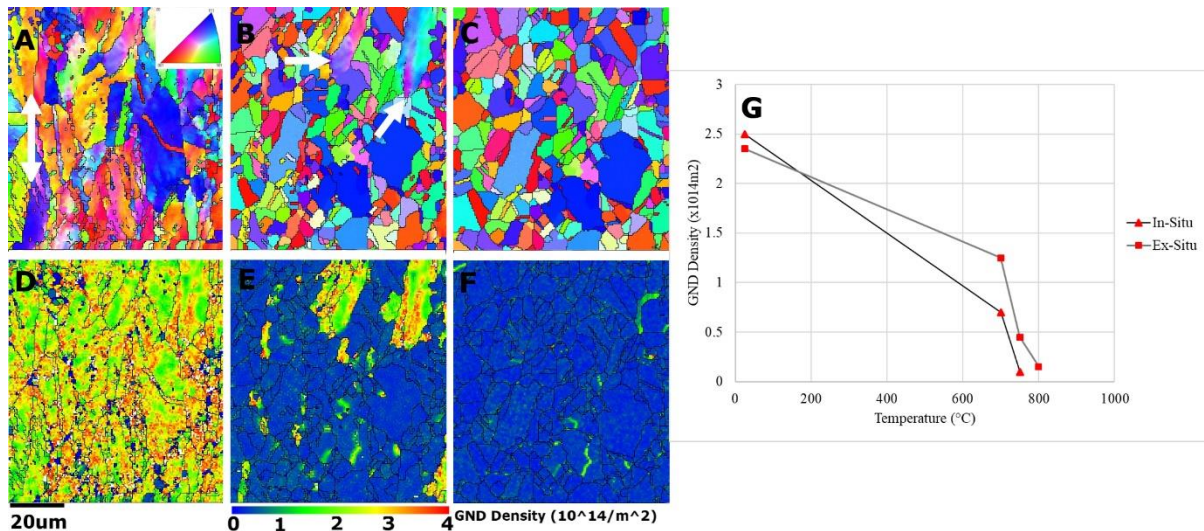 A
B
C
D
E
F
20um
0 1 2 3 4
GND Density (10^14/m^2)
G
GND Density (x1014m2)
3
2.5
2
1.5
1
0.5
0
0 200 400 600 800 1000
Temperature (°C)
In-Situ
Ex-Situ